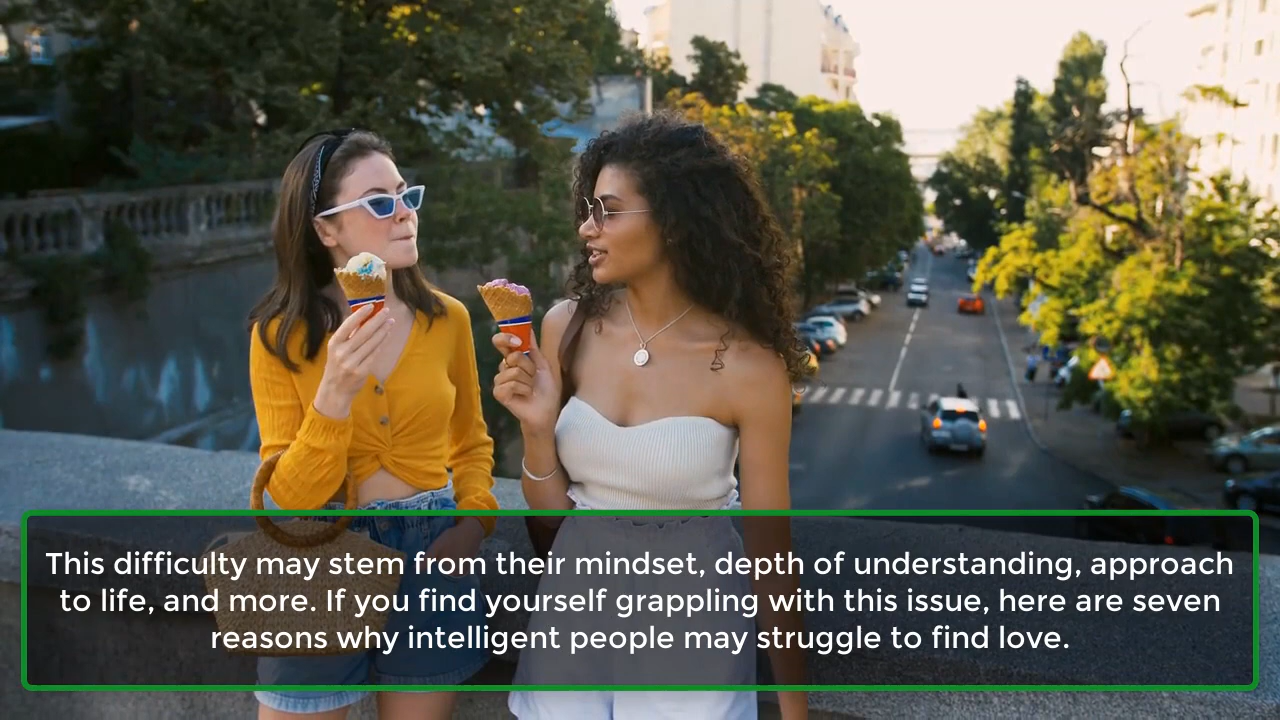 This difficulty may stem from their mindset, depth of understanding, approach
to life, and more. If you find yourself grappling with this issue, here are seven
reasons why intelligent people may struggle to find love.